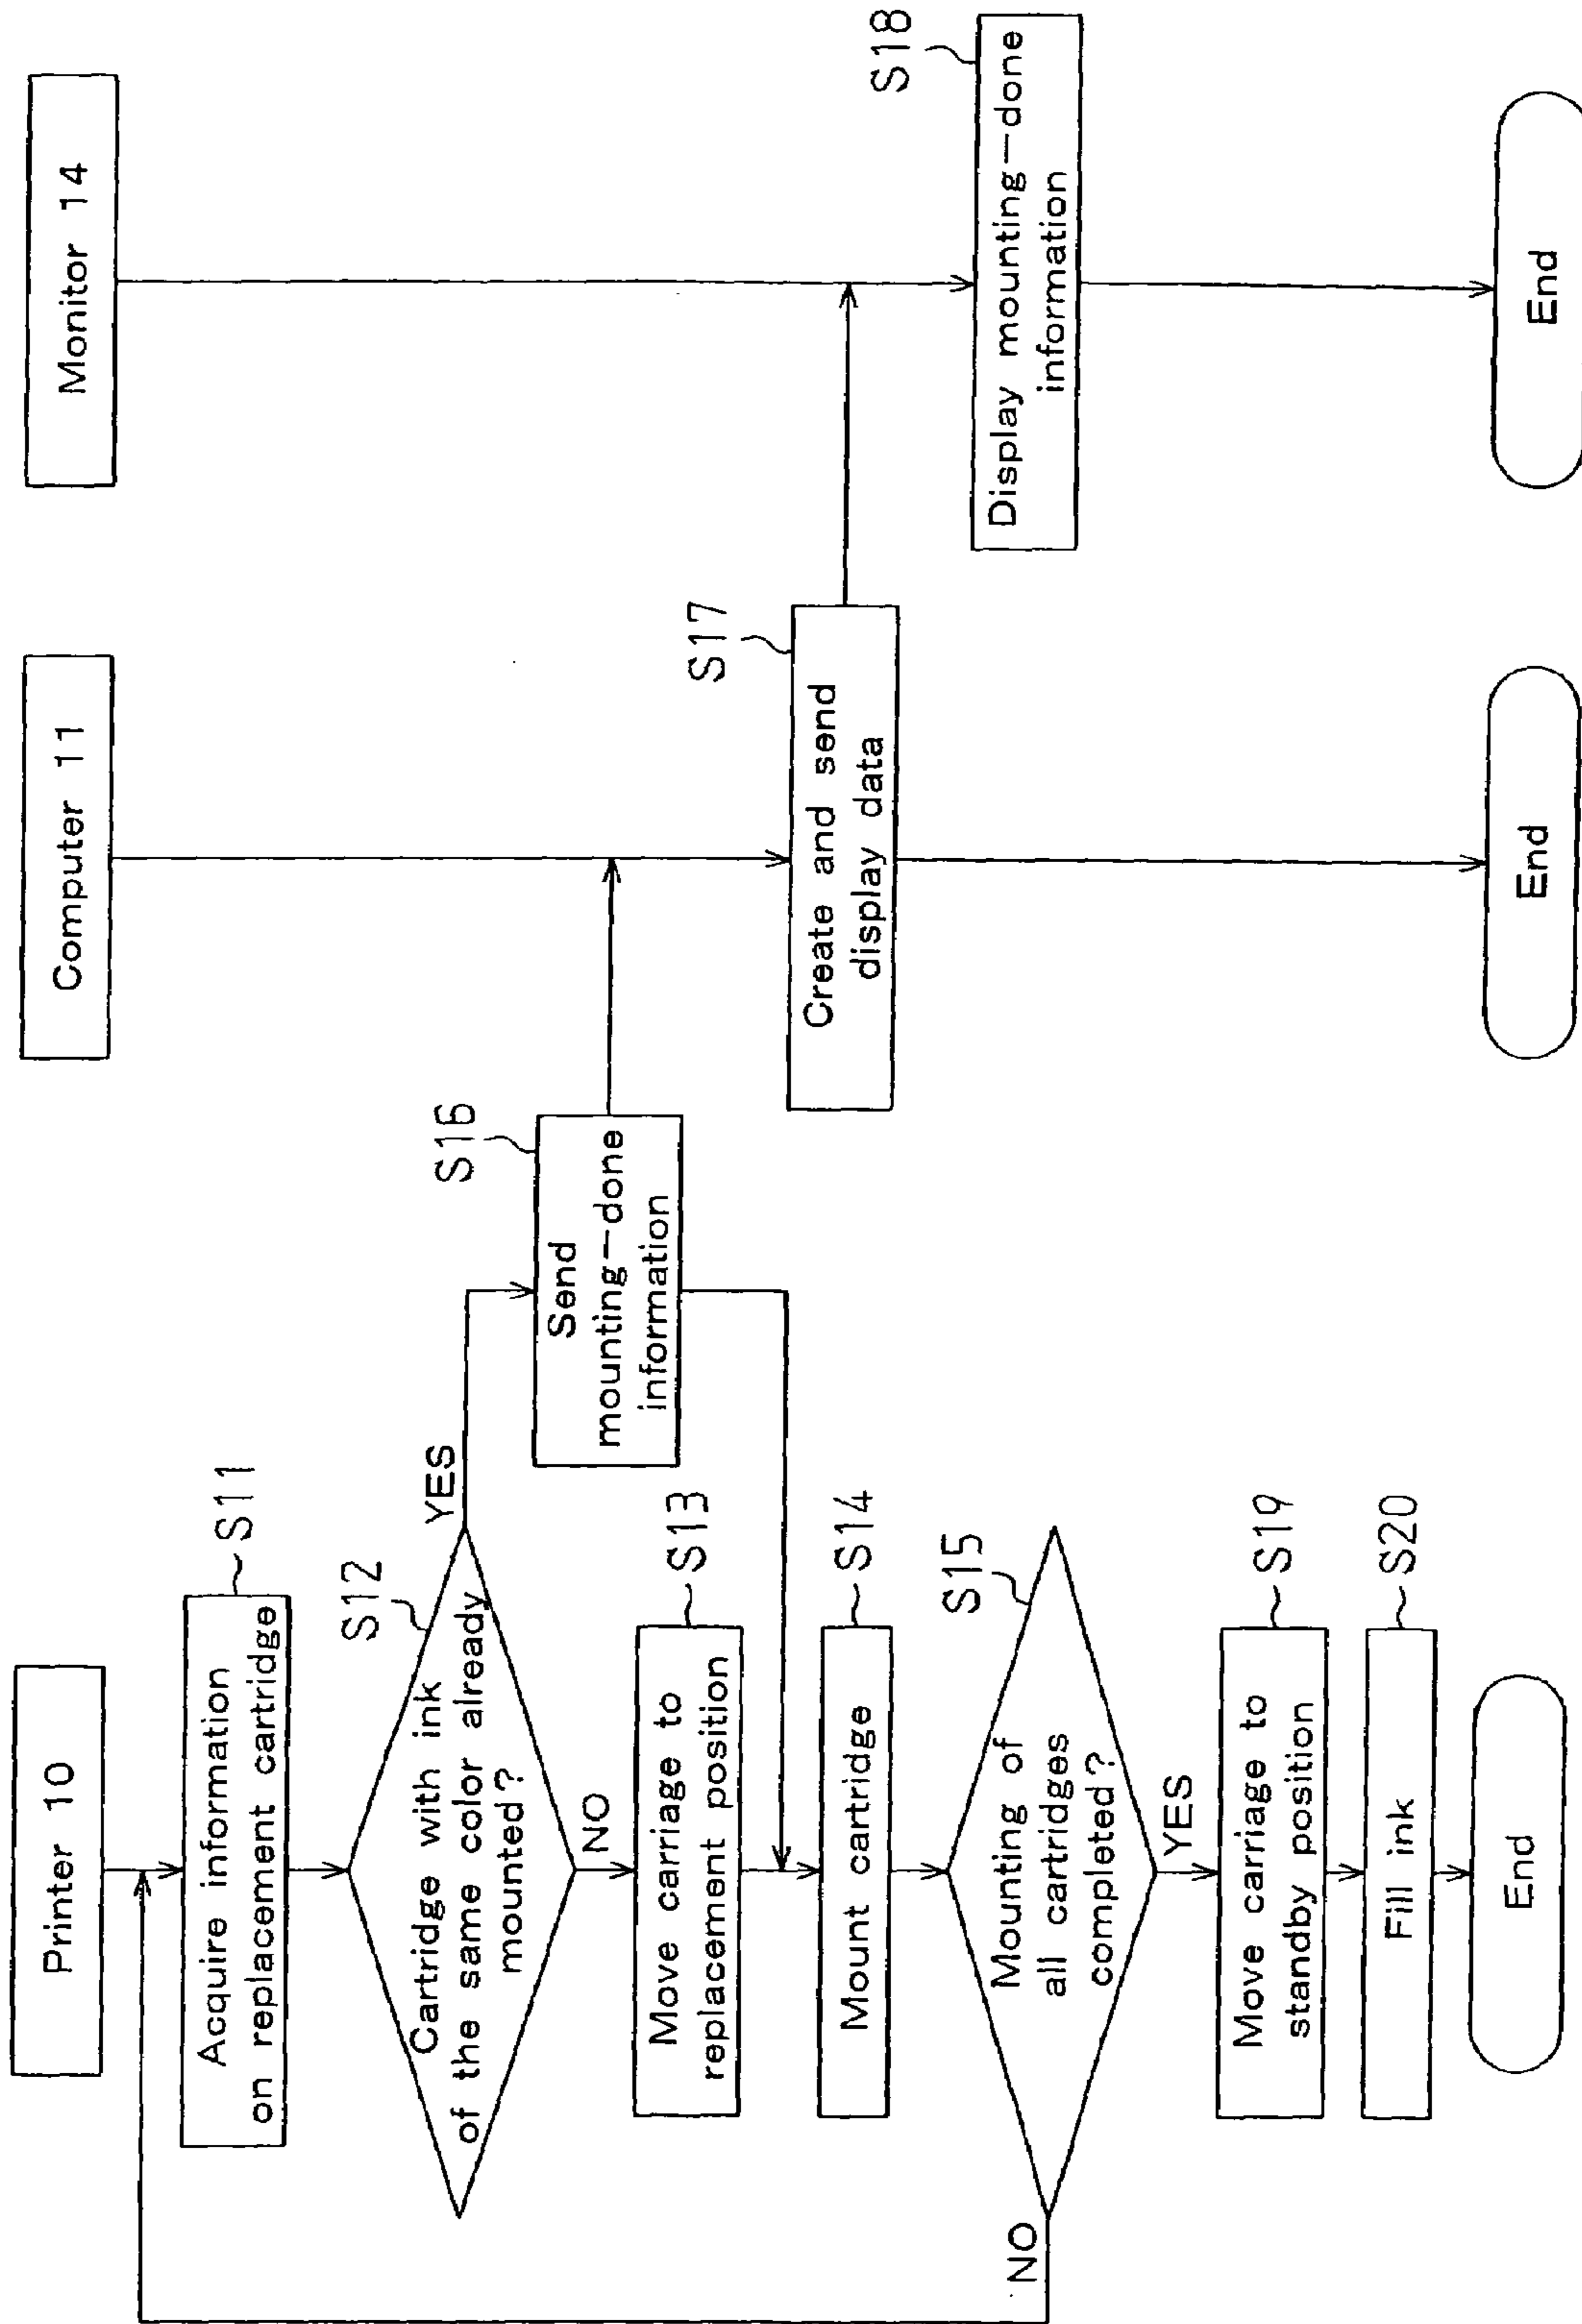 Printer 10
Acquire information
on replacement cartridge
S11
Cartridge with ink
of the same color already
mounted?
S12
YES
NO
Move carriage to
replacement position
S13
Mount cartridge
S14
Mounting of
all cartridges
completed?
S15
NO
YES
Move carriage to
standby position
S19
Fill ink
S20
End
Send
mounting-done
information
S16
Computer 11
Create and send
display data
S17
End
Monitor 14
Display mounting-done
information
S18
End